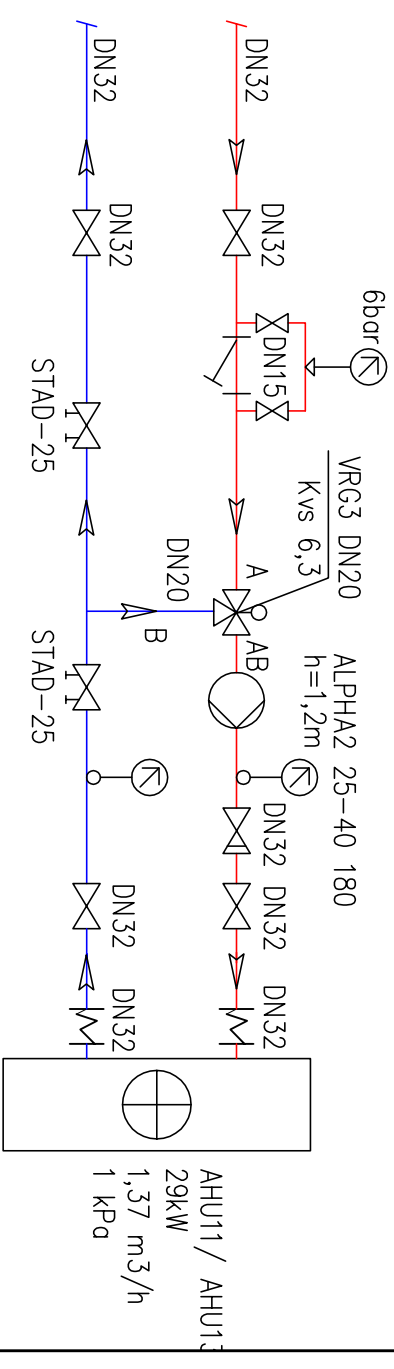 DN32
DN32
6bar
DN15
VRG3 DN20
Kvs 6,3
A
AB
ALPHA2 25-40 180
h=1,2m
DN32
DN32
DN32
DN32
DN32
STAD-25
DN20
B
STAD-25
DN32
DN32
AHU11/ AHU13
29kW
1,37 m3/h
1 kPa